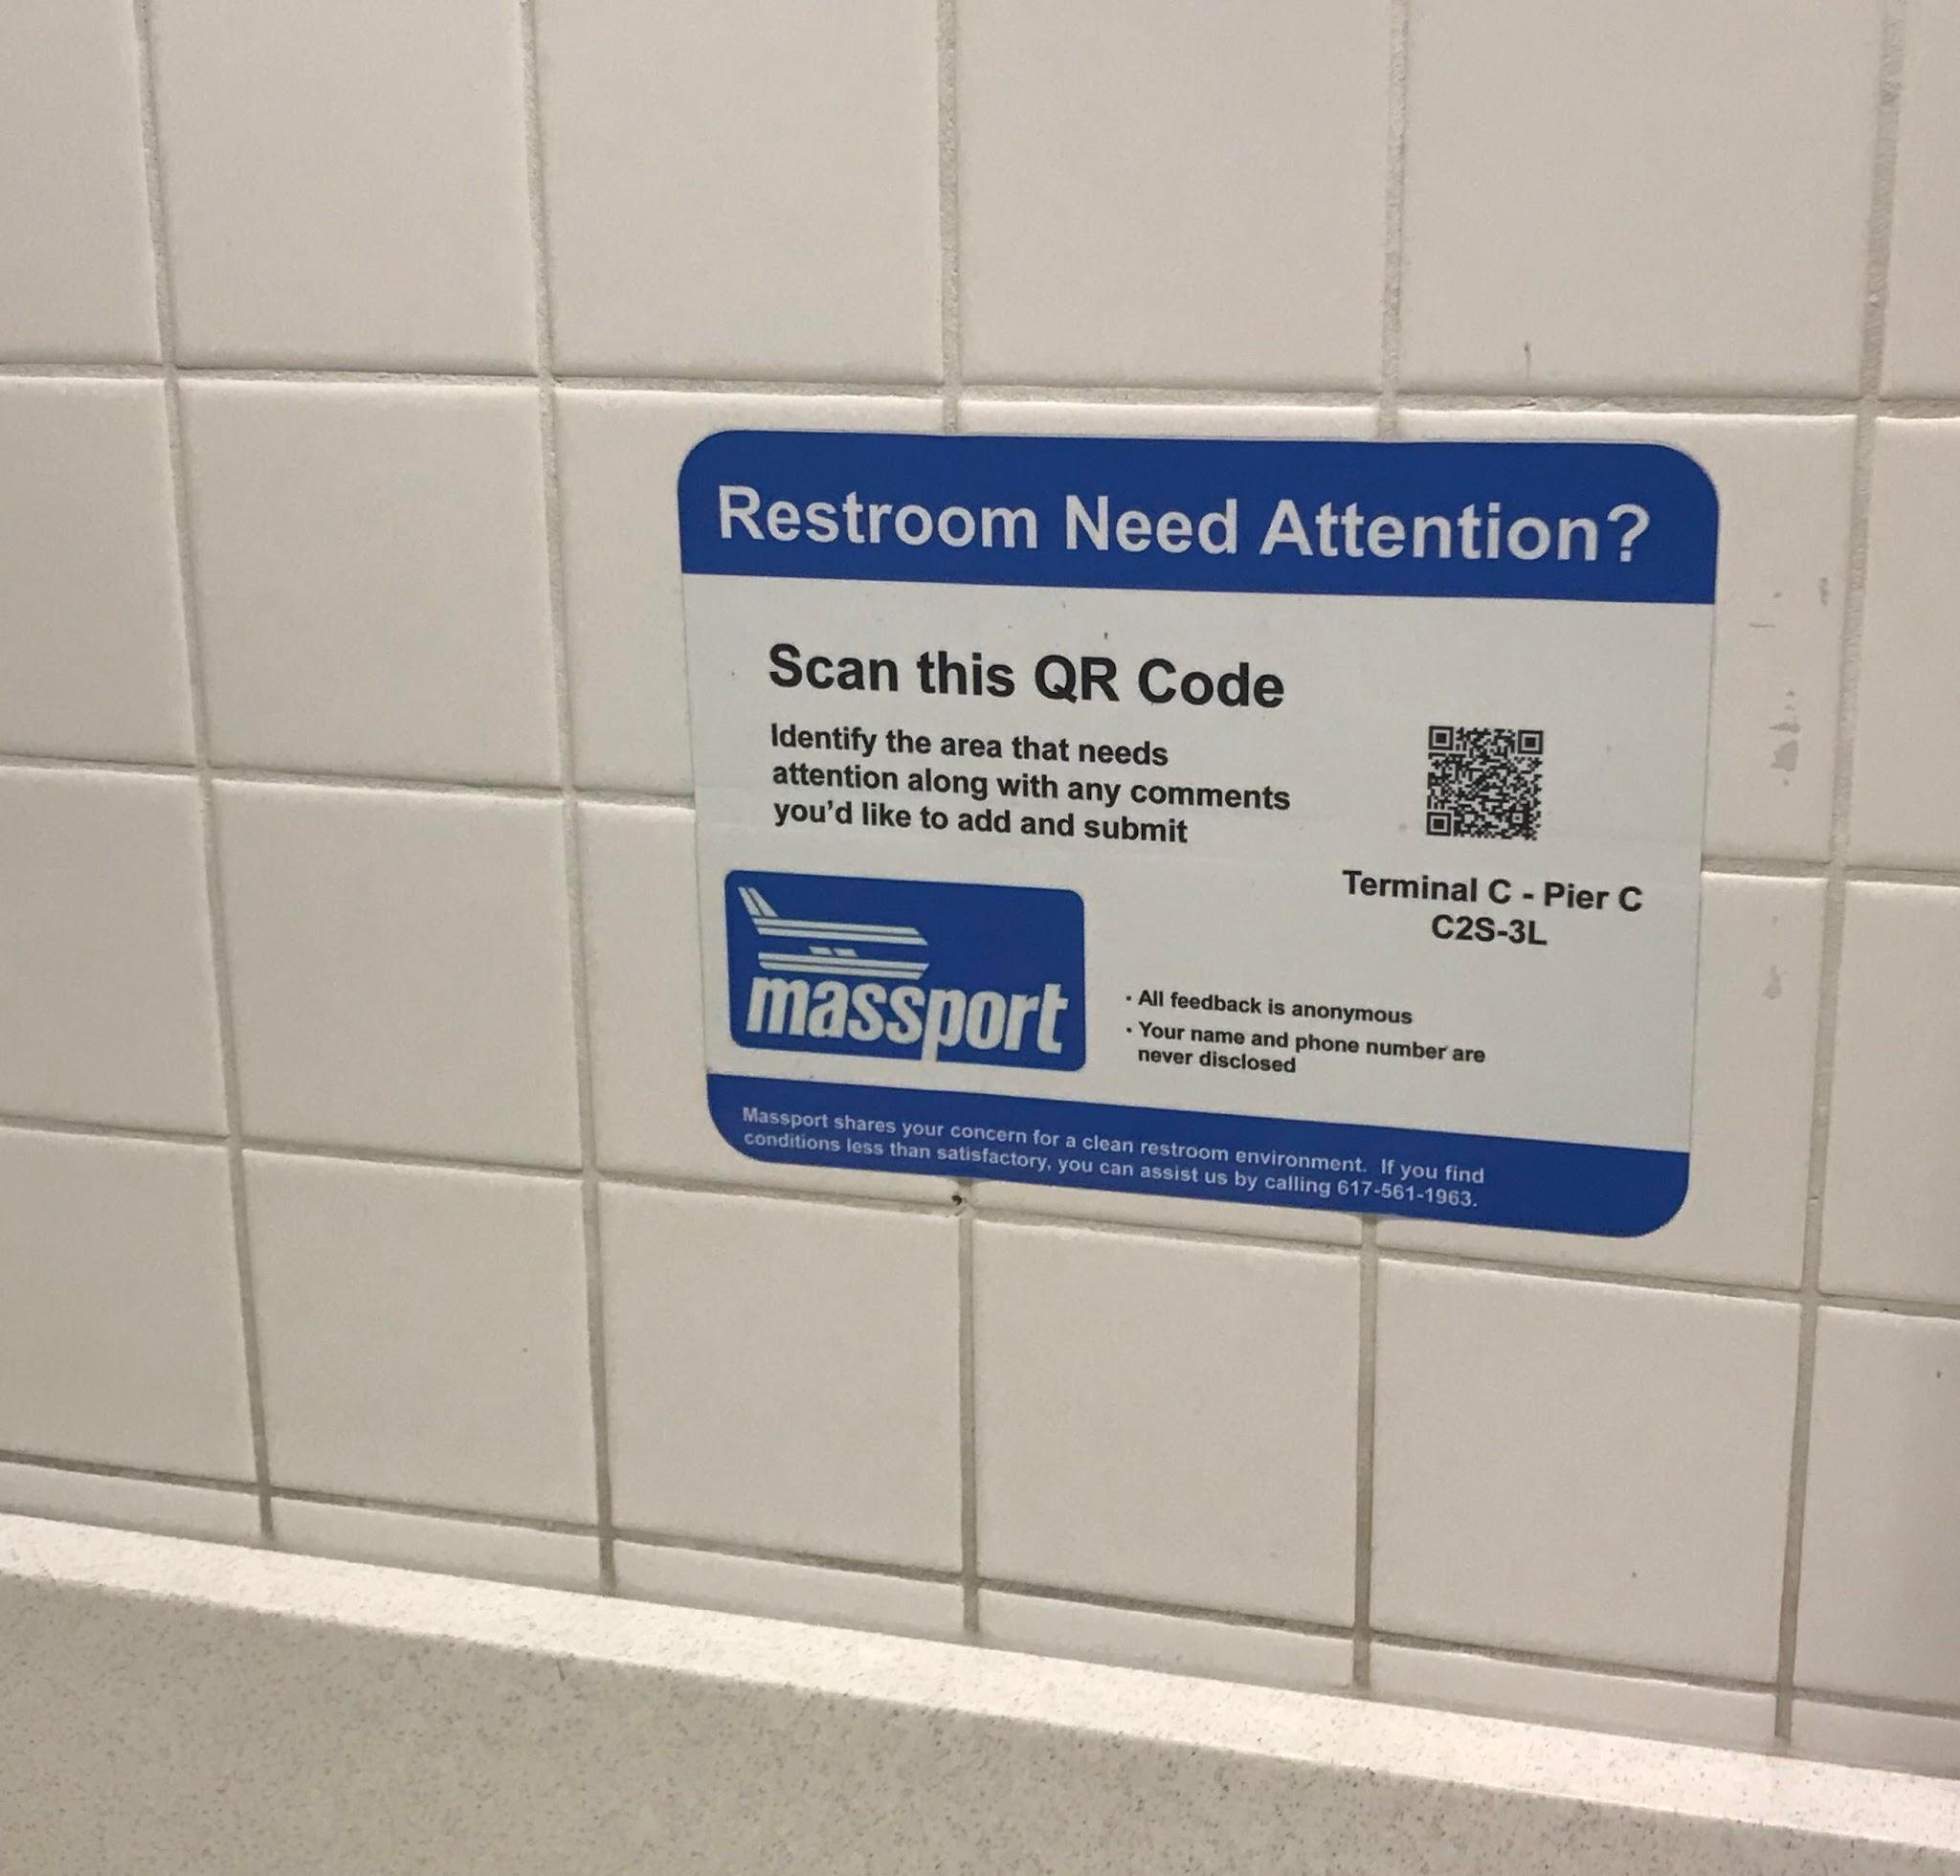 Restroom Need Attention?
Scan this QR Code
Identify the area that needs
attention along with any comments
you'd like to add and submit
Terminal C - Pier C
C2S-3L
massport
· All feedback is anonymous
· Your name and phone number are
never disclosed
Massport shares your concern for a clean restroom environment. If you find
conditions less than satisfactory, you can assist us by calling 617-561-1963.